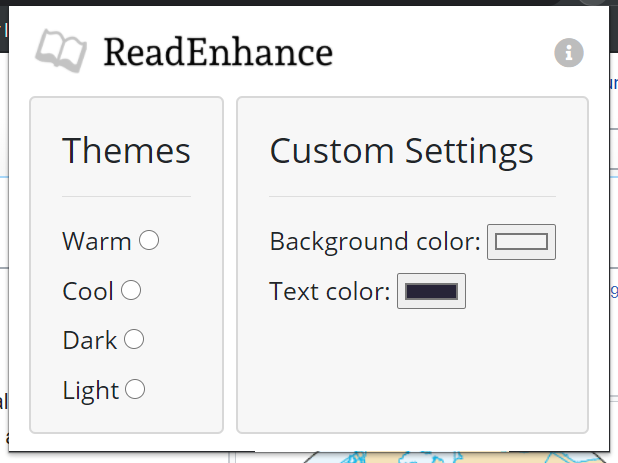 ReadEnhance
Themes
Warm
Cool
Dark
Light
Custom Settings
Background color:
Text color: